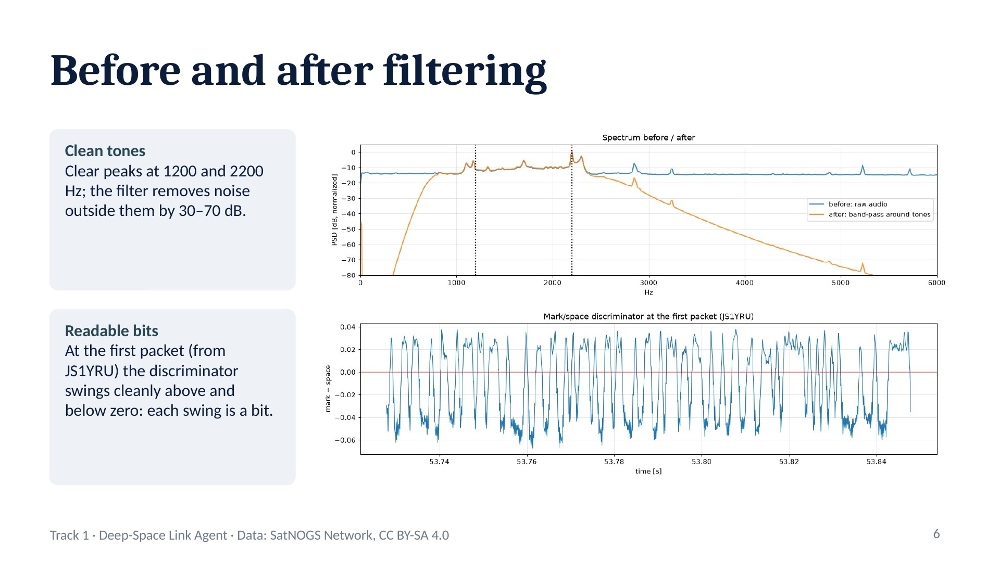 Before and after filtering
Clean tones
Clear peaks at 1200 and 2200
Hz; the filter removes noise
outside them by 30–70 dB.
Spectrum before / after
PSD [dB, normalized]
0
−10
−20
−30
−40
−50
−60
−70
−80
before: raw audio
after: band-pass around tones
0 1000 2000 3000 4000 5000 6000
Hz
Readable bits
At the first packet (from
JS1YRU) the discriminator
swings cleanly above and
below zero: each swing is a bit.
Mark/space discriminator at the first packet (JS1YRU)
mark − space
0.04
0.02
0.00
−0.02
−0.04
−0.06
53.74 53.76 53.78 53.80 53.82 53.84
time [s]
Track 1 · Deep-Space Link Agent · Data: SatNOGS Network, CC BY-SA 4.0
6